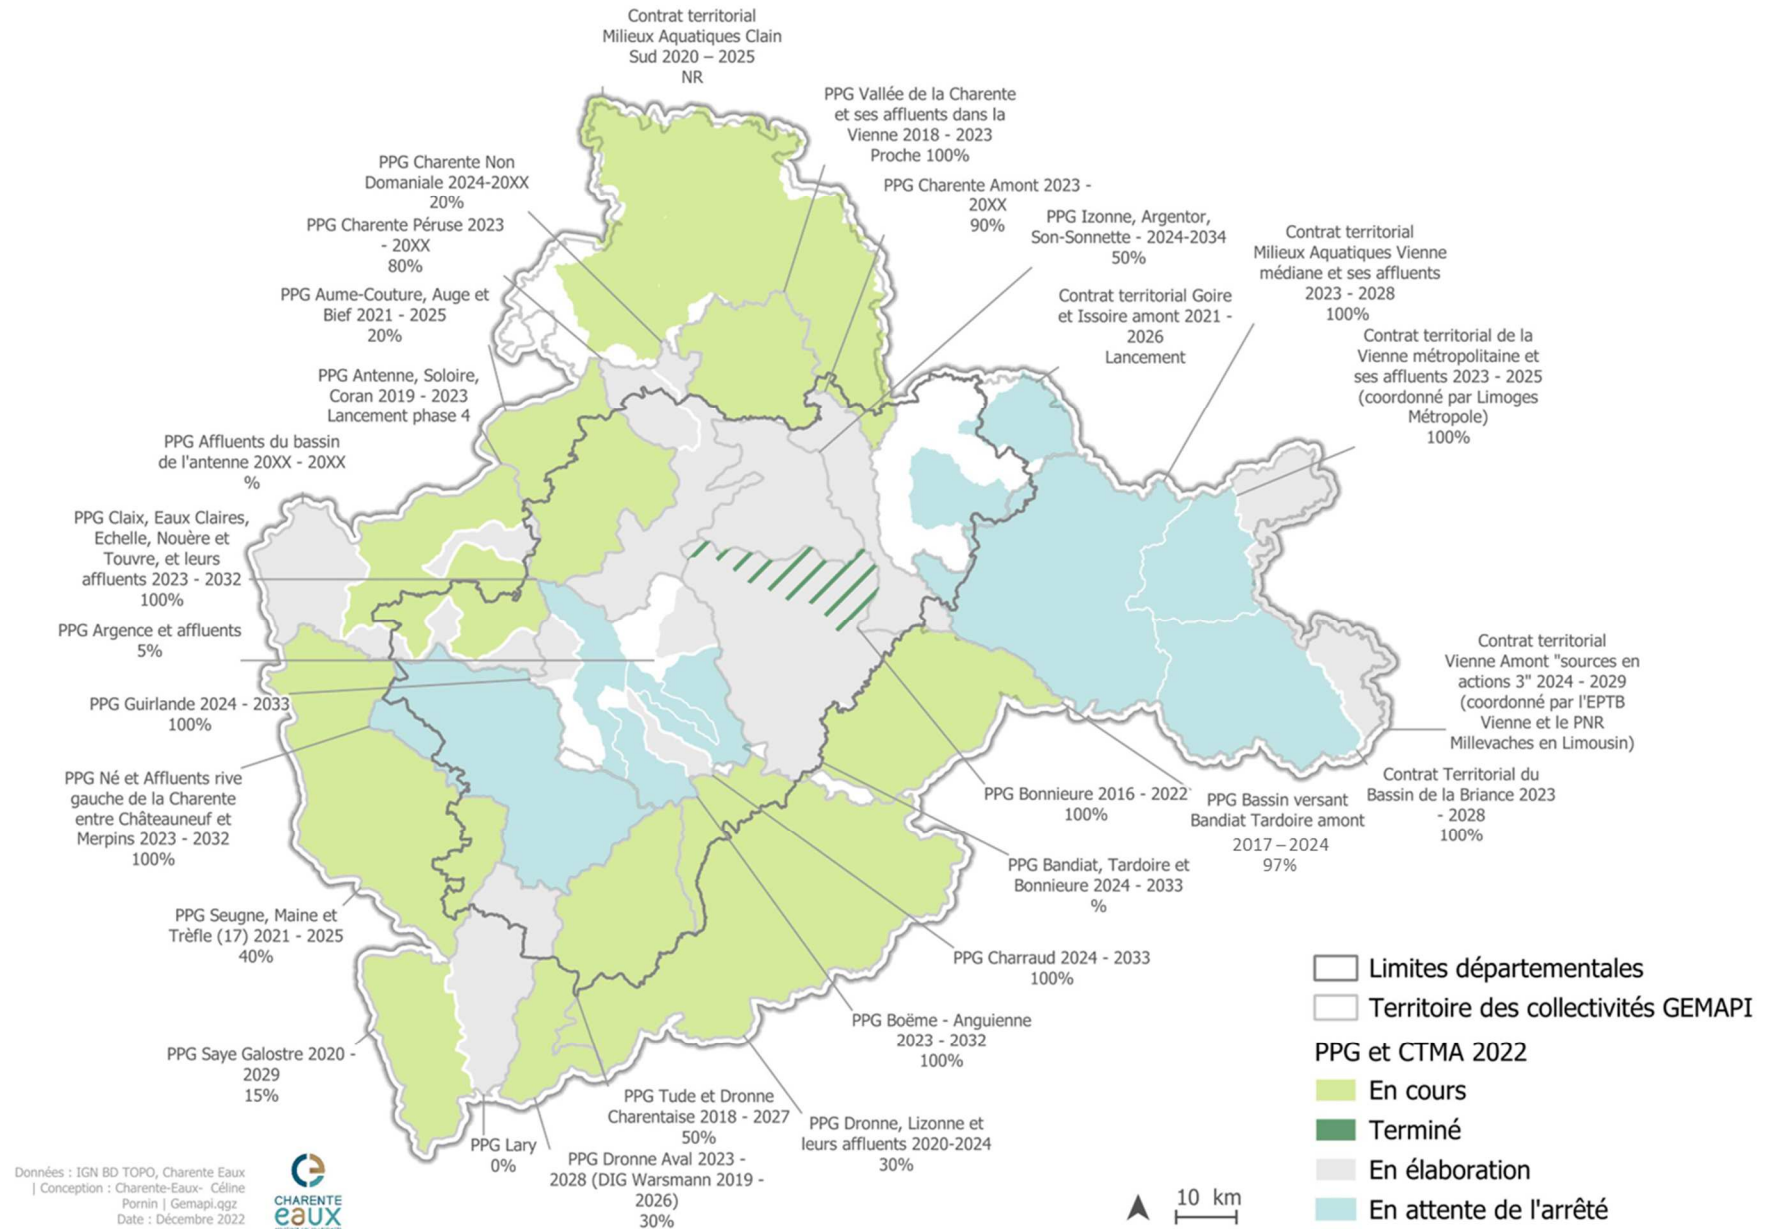 Contrat territorial
Milieux Aquatiques Clain
Sud 2020 – 2025
NR
PPG Vallée de la Charente
et ses affluents dans la
Vienne 2018 - 2023
Proche 100%
PPG Charente Non
Domaniale 2024-20XX
20%
PPG Charente Amont 2023 -
20XX
90%
PPG Charente Péruse 2023
- 20XX
80%
PPG Izonne, Argentor,
Son-Sonnette - 2024-2034
50%
Contrat territorial
Milieux Aquatiques Vienne
médiane et ses affluents
2023 - 2028
100%
PPG Aume-Couture, Auge et
Bief 2021 - 2025
20%
Contrat territorial Goire
et Issoire amont 2021 -
2026
Lancement
Contrat territorial de la
Vienne métropolitaine et
ses affluents 2023 - 2025
(coordonné par Limoges
Métropole)
100%
PPG Antenne, Soloire,
Coran 2019 - 2023
Lancement phase 4
PPG Affluents du bassin
de l'antenne 20XX - 20XX
%
PPG Claix, Eaux Claires,
Echelle, Nouère et
Touvre, et leurs
affluents 2023 - 2032
100%
PPG Argence et affluents
5%
PPG Guirlande 2024 - 2033
100%
PPG Né et Affluents rive
gauche de la Charente
entre Châteauneuf et
Merpins 2023 - 2032
100%
Contrat territorial
Vienne Amont "sources en
actions 3" 2024 - 2029
(coordonné par l'EPTB
Vienne et le PNR
Millevaches en Limousin)
Contrat Territorial du
Bassin de la Briance 2023
- 2028
100%
PPG Bonnieure 2016 - 2022
100%
PPG Bassin versant
Bandiat Tardoire amont
2017 – 2024
97%
PPG Bandiat, Tardoire et
Bonnieure 2024 - 2033
%
PPG Seugne, Maine et
Trèfle (17) 2021 - 2025
40%
PPG Charraud 2024 - 2033
100%
PPG Boëme - Anguienne
2023 - 2032
100%
PPG Saye Galostre 2020 -
2029
15%
PPG Lary
0%
PPG Tude et Dronne
Charentaise 2018 - 2027
50%
PPG Dronne Aval 2023 -
2028 (DIG Warsmann 2019 -
2026)
30%
PPG Dronne, Lizonne et
leurs affluents 2020-2024
30%
Limites départementales
Territoire des collectivités GEMAPI
PPG et CTMA 2022
En cours
Terminé
En élaboration
En attente de l'arrêté
10 km
Données : IGN BD TOPO, Charente Eaux
| Conception : Charente-Eaux- Céline
Pornin | Gemapi.qgz
Date : Décembre 2022
CHARENTE
eaux